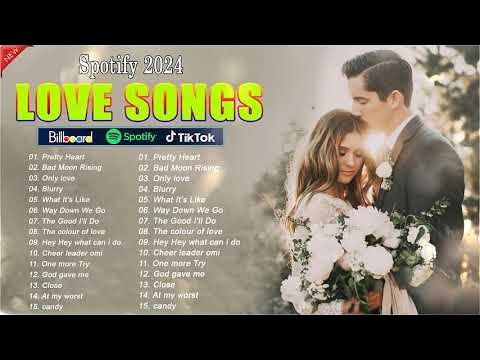 NEW
Spotify 2024
LOVE SONGS
Billboard Spotify TikTok
01. Pretty Heart
02. Bad Moon Rising
03. Only love
04. Blurry
05. What It's Like
06. Way Down We Go
07. The Good I'll Do
08. The colour of love
09. Hey Hey what can i do
10. Cheer leader omi
11. One more Try
12. God gave me
13. Close
14. At my worst
15. candy
01. Pretty Heart
02. Bad Moon Rising
03. Only love
04. Blurry
05. What It's Like
06. Way Down We Go
07. The Good I'll Do
08. The colour of love
09. Hey Hey what can i do
10. Cheer leader omi
11. One more Try
12. God gave me
13. Close
14. At my worst
15. candy